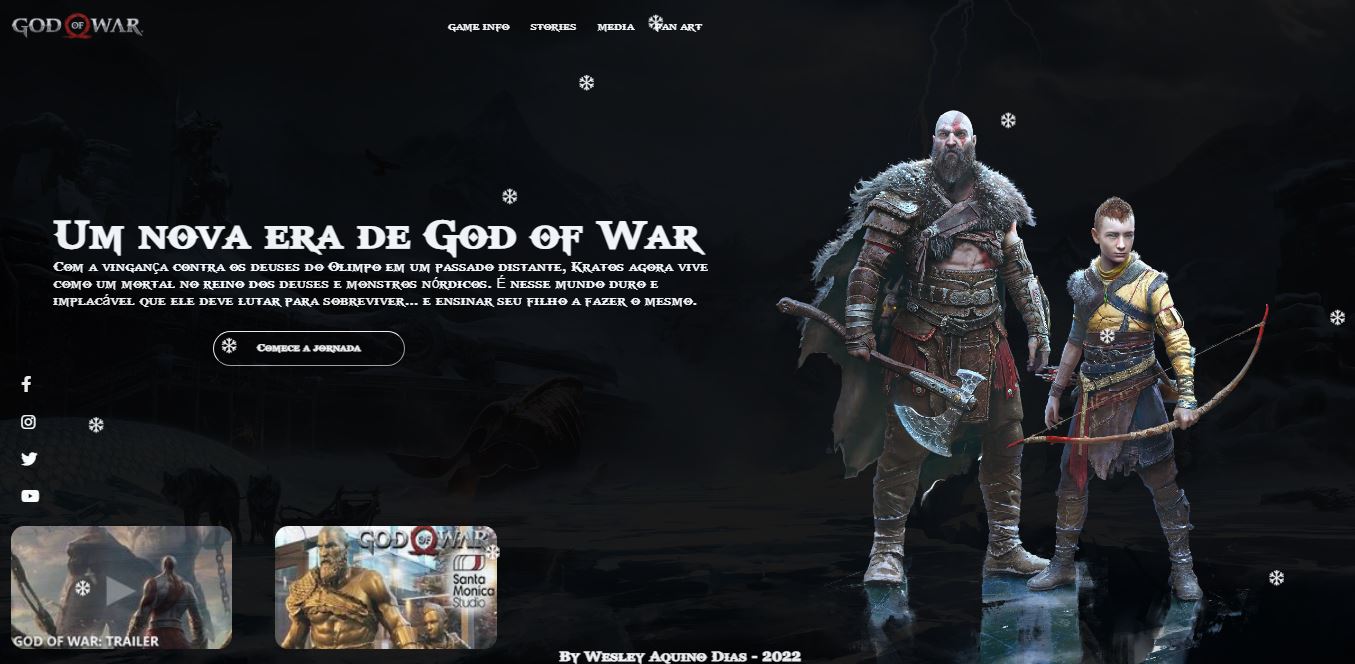 GOD OF WAR
GAME INFO STORIES MEDIA FAN ART
Um nova era de God of War
Com a vingança contra os deuses do Olimpo em um passado distante, Kratos agora vive
como um mortal no reino dos deuses e monstros nórdicos. É nesse mundo duro e
implacável que ele deve lutar para sobreviver... e ensinar seu filho a fazer o mesmo.
Comece a jornada
GOD OF WAR: TRAILER
GOD OF WAR
Santa
Monica
Studio
By Wesley Aquino Dias - 2022